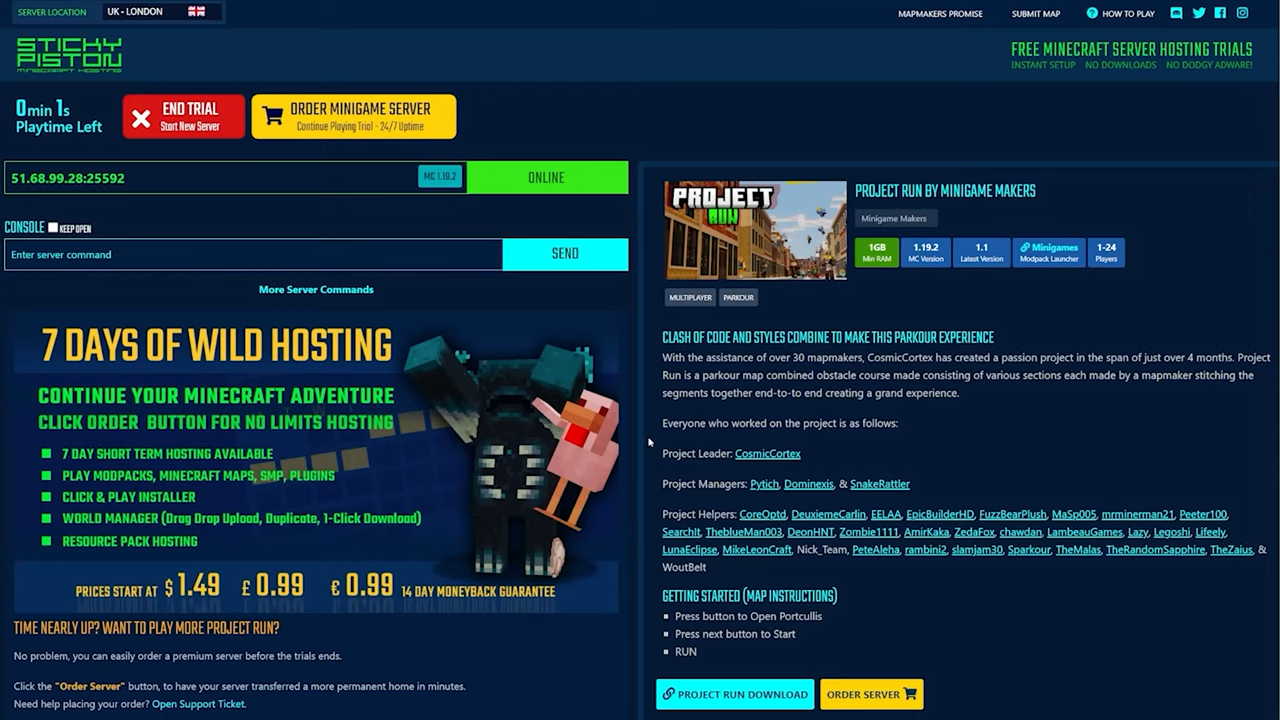 SERVER LOCATION
UK - LONDON
MAPMAKERS PROMISE
SUBMIT MAP
HOW TO PLAY
STICKY
PISTON
MINECRAFT HOSTING
FREE MINECRAFT SERVER HOSTING TRIALS
INSTANT SETUP NO DOWNLOADS NO DODGY ADWARE!
0min 1s
Playtime Left
END TRIAL
Start New Server
ORDER MINIGAME SERVER
Continue Playing Trial - 24/7 Uptime
51.68.99.28:25592
MC 1.19.2
ONLINE
CONSOLE KEEP OPEN
Enter server command
SEND
More Server Commands
7 DAYS OF WILD HOSTING
CONTINUE YOUR MINECRAFT ADVENTURE
CLICK ORDER BUTTON FOR NO LIMITS HOSTING
7 DAY SHORT TERM HOSTING AVAILABLE
PLAY MODPACKS, MINECRAFT MAPS, SMP, PLUGINS
CLICK & PLAY INSTALLER
WORLD MANAGER (Drag Drop Upload, Duplicate, 1-Click Download)
RESOURCE PACK HOSTING
PRICES START AT $1.49 £0.99 €0.99 14 DAY MONEYBACK GUARANTEE
TIME NEARLY UP? WANT TO PLAY MORE PROJECT RUN?
No problem, you can easily order a premium server before the trials ends.
Click the "Order Server" button, to have your server transferred a more permanent home in minutes.
Need help placing your order? Open Support Ticket.
PROJECT
RUN
PROJECT RUN BY MINIGAME MAKERS
Minigame Makers
1GB
Min RAM
1.19.2
MC Version
1.1
Latest Version
Minigames
Modpack Launcher
1-24
Players
MULTIPLAYER
PARKOUR
CLASH OF CODE AND STYLES COMBINE TO MAKE THIS PARKOUR EXPERIENCE
With the assistance of over 30 mapmakers, CosmicCortex has created a passion project in the span of just over 4 months. Project
Run is a parkour map combined obstacle course made consisting of various sections each made by a mapmaker stitching the
segments together end-to-to end creating a grand experience.
Everyone who worked on the project is as follows:
Project Leader: CosmicCortex
Project Managers: Pytich, Dominexis, & SnakeRattler
Project Helpers: CoreOptd, DeuxiemeCarlin, EELAA, EpicBuilderHD, FuzzBearPlush, MaSp005, mrminerman21, Peeter100,
SearchIt, TheblueMan003, DeonHNT, Zombie1111, AmirKaka, ZedaFox, chawdan, LambeauGames, Lazy, Legoshi, Lifeely,
LunaEclipse, MikeLeonCraft, Nick_Team, PeteAleha, rambini2, slamjam30, Sparkour, TheMalas, TheRandomSapphire, TheZaius, &
WoutBelt
GETTING STARTED (MAP INSTRUCTIONS)
Press button to Open Portcullis
Press next button to Start
RUN
PROJECT RUN DOWNLOAD
ORDER SERVER